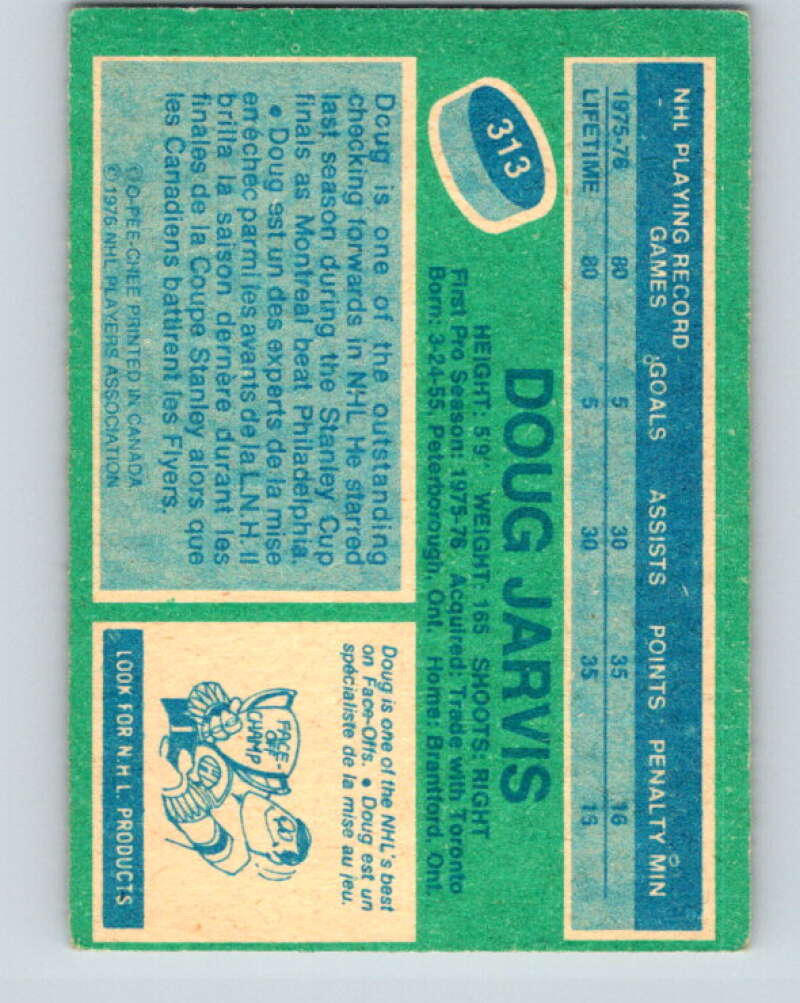 NHL PLAYING RECORD
GAMES GOALS ASSISTS POINTS PENALTY MIN
1975-76 80 5 30 35 16
LIFETIME 80 5 30 35 16
313
DOUG JARVIS
HEIGHT: 5'9" WEIGHT: 165 SHOOTS: RIGHT
First Pro Season: 1975-76 Acquired: Trade with Toronto
Born: 3-24-55, Peterborough, Ont. Home: Brantford, Ont.
Doug is one of the outstanding
checking forwards in NHL. He starred
last season during the Stanley Cup
finals as Montreal beat Philadelphia.
• Doug est un des experts de la mise
en échec parmi les avants de la L.N.H. Il
brilla la saison dernère durant les
finales de la Coupe Stanley alors que
les Canadiens battirent les Flyers.
©O-PEE-CHEE PRINTED IN CANADA
©1976 NHL PLAYERS ASSOCIATION
Doug is one of the NHL's best
on Face-Offs. • Doug est un
spécialiste de la mise au jeu.
FACE-
OFF
CHAMP
LOOK FOR N.H.L. PRODUCTS